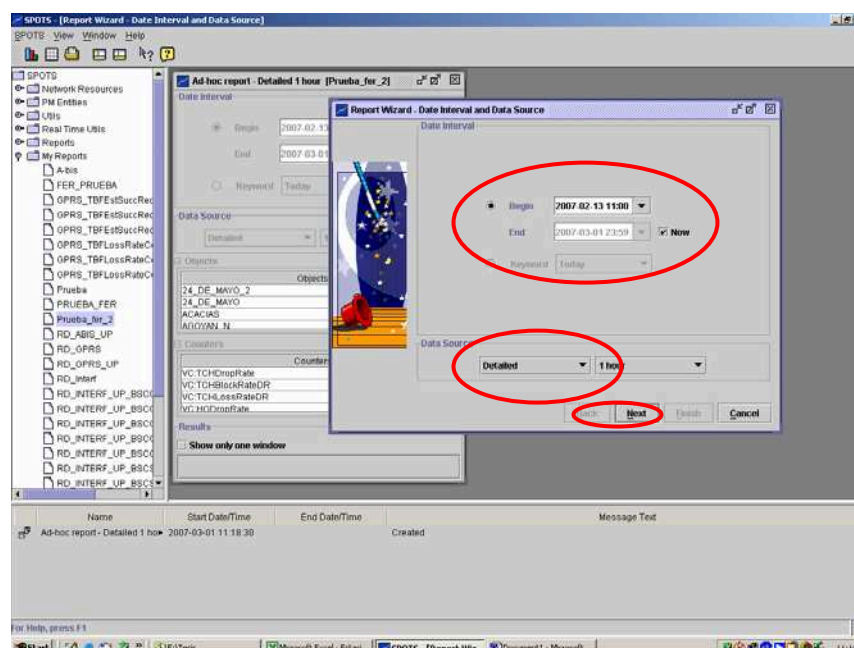 SPOTS - [Report Wizard - Date Interval and Data Source]
SPOTS View Window Help
SPOTS
Network Resources
PM Entities
Utils
Real Time Utils
Reports
My Reports
A-bis
FER_PRUEBA
GPRS_TBFEstSuccRec
GPRS_TBFEstSuccRec
GPRS_TBFEstSuccRec
GPRS_TBFLossRateC
GPRS_TBFLossRateC
GPRS_TBFLossRateC
Prueba
PRUEBA_FER
Prueba_fer_2
RD_ABIS_UP
RD_GPRS
RD_GPRS_UP
RD_Interf
RD_INTERF_UP_BSC
RD_INTERF_UP_BSC
RD_INTERF_UP_BSC
RD_INTERF_UP_BSC
RD_INTERF_UP_BSC
RD_INTERF_UP_BSC
Ad-hoc report - Detailed 1 hour [Prueba_fer_2]
Date Interval
Begin 2007-02-13
End 2007-03-01
Keyword Today
Data Source
Detailed 1
Objects
Objects
24_DE_MAYO_2
24_DE_MAYO
ACACIAS
AGOYAN_N
Counters
Counter
VC:TCHDropRate
VC:TCHBlockRateDR
VC:TCHLossRateDR
VC:HODropRate
Results
Show only one window
Report Wizard - Date Interval and Data Source
Date Interval
Begin 2007-02-13 11:00
End 2007-03-01 23:59 Now
Keyword Today
Data Source
Detailed 1 hour
Back Next Finish Cancel
Name Start Date/Time End Date/Time Message Text
Ad-hoc report - Detailed 1 ho 2007-03-01 11:18:30 Created
For Help, press F1